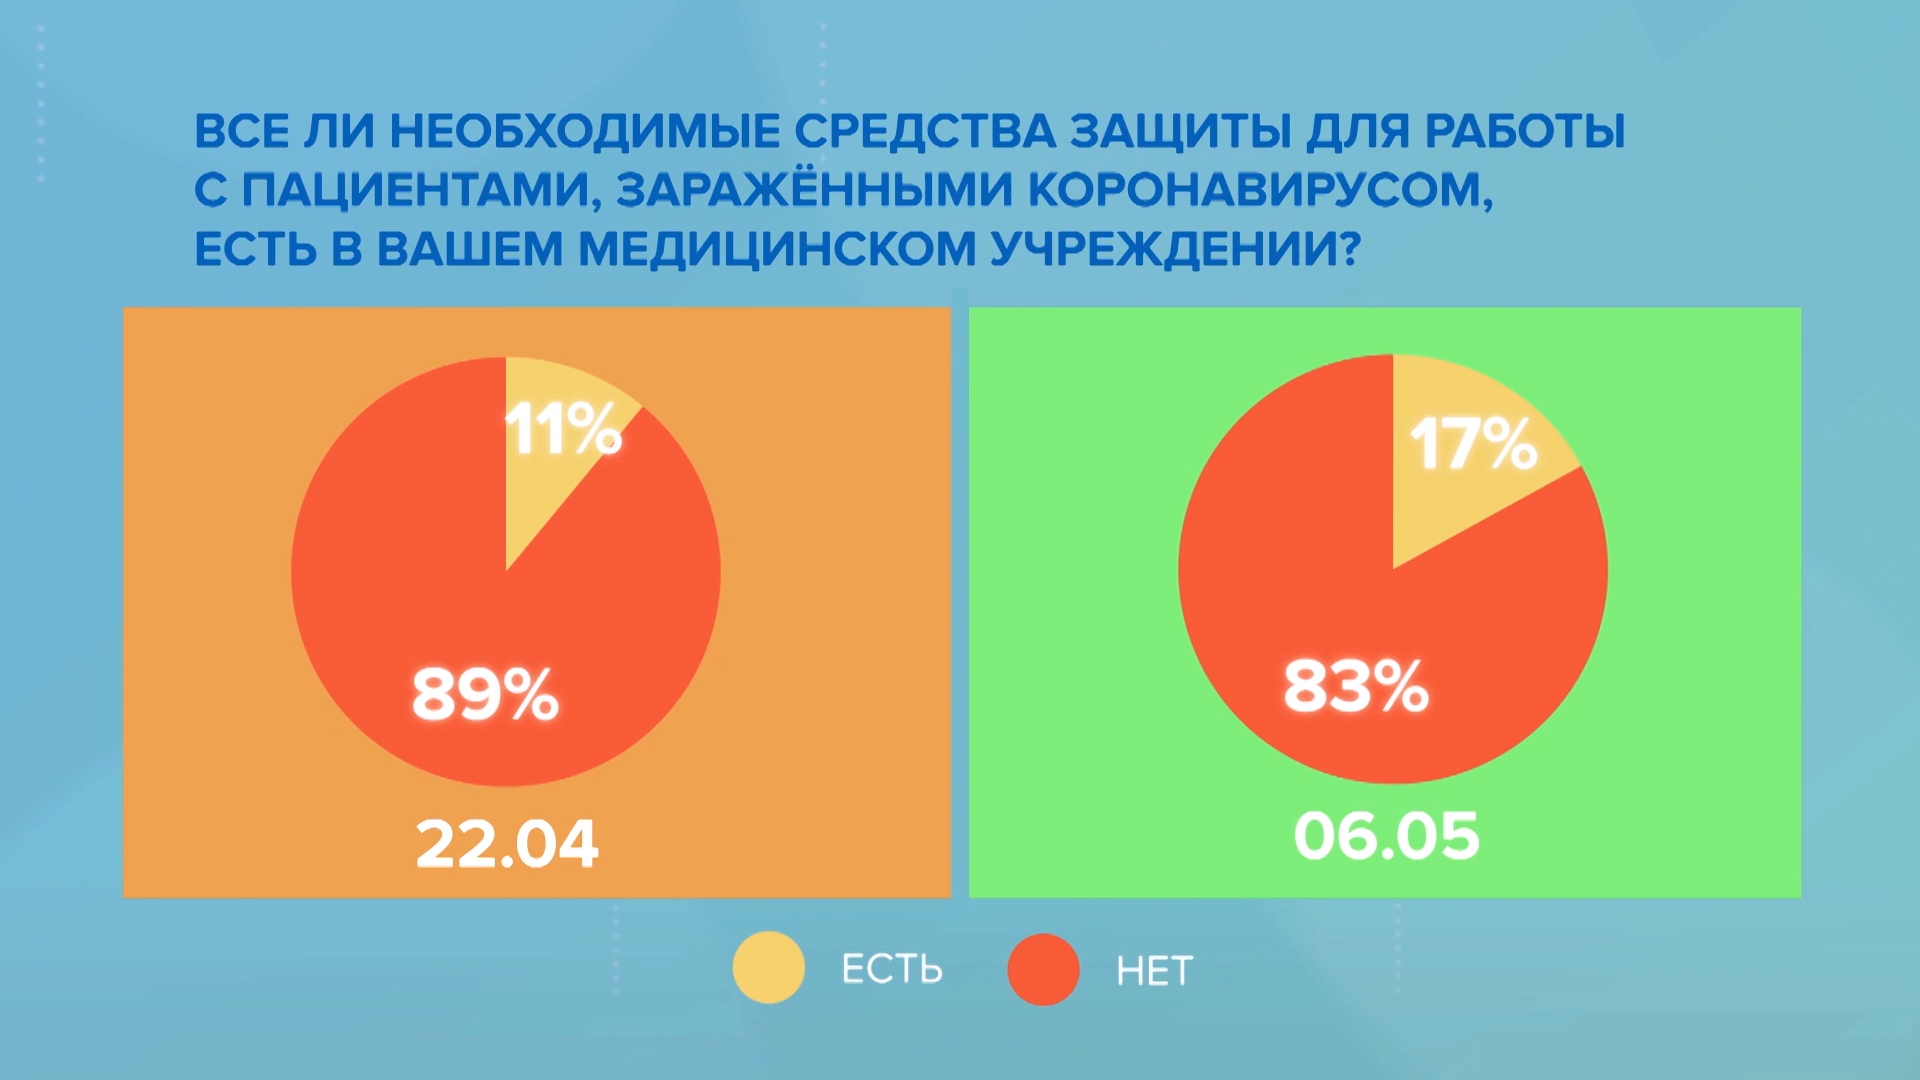 ВСЕ ЛИ НЕОБХОДИМЫЕ СРЕДСТВА ЗАЩИТЫ ДЛЯ РАБОТЫ
С ПАЦИЕНТАМИ, ЗАРАЖЁННЫМИ КОРОНАВИРУСОМ,
ЕСТЬ В ВАШЕМ МЕДИЦИНСКОМ УЧРЕЖДЕНИИ?
11%
89%
22.04
17%
83%
06.05
ЕСТЬ
НЕТ